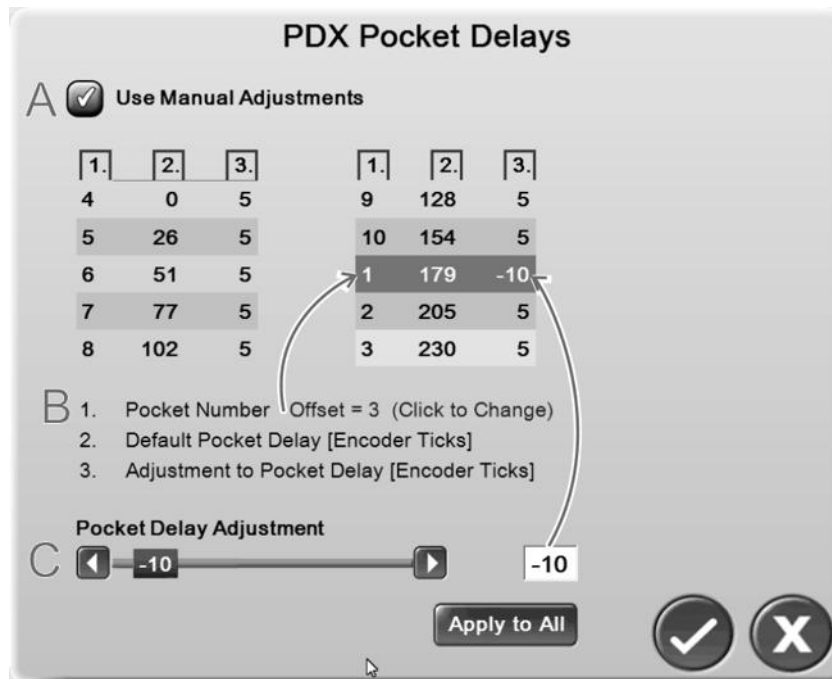 PDX Pocket Delays
A Use Manual Adjustments
1. 2. 3. 1. 2. 3.
4 0 5 9 128 5
5 26 5 10 154 5
6 51 5 1 179 -10
7 77 5 2 205 5
8 102 5 3 230 5
B 1. Pocket Number Offset = 3 (Click to Change)
2. Default Pocket Delay [Encoder Ticks]
3. Adjustment to Pocket Delay [Encoder Ticks]
Pocket Delay Adjustment
C -10 -10
Apply to All
X